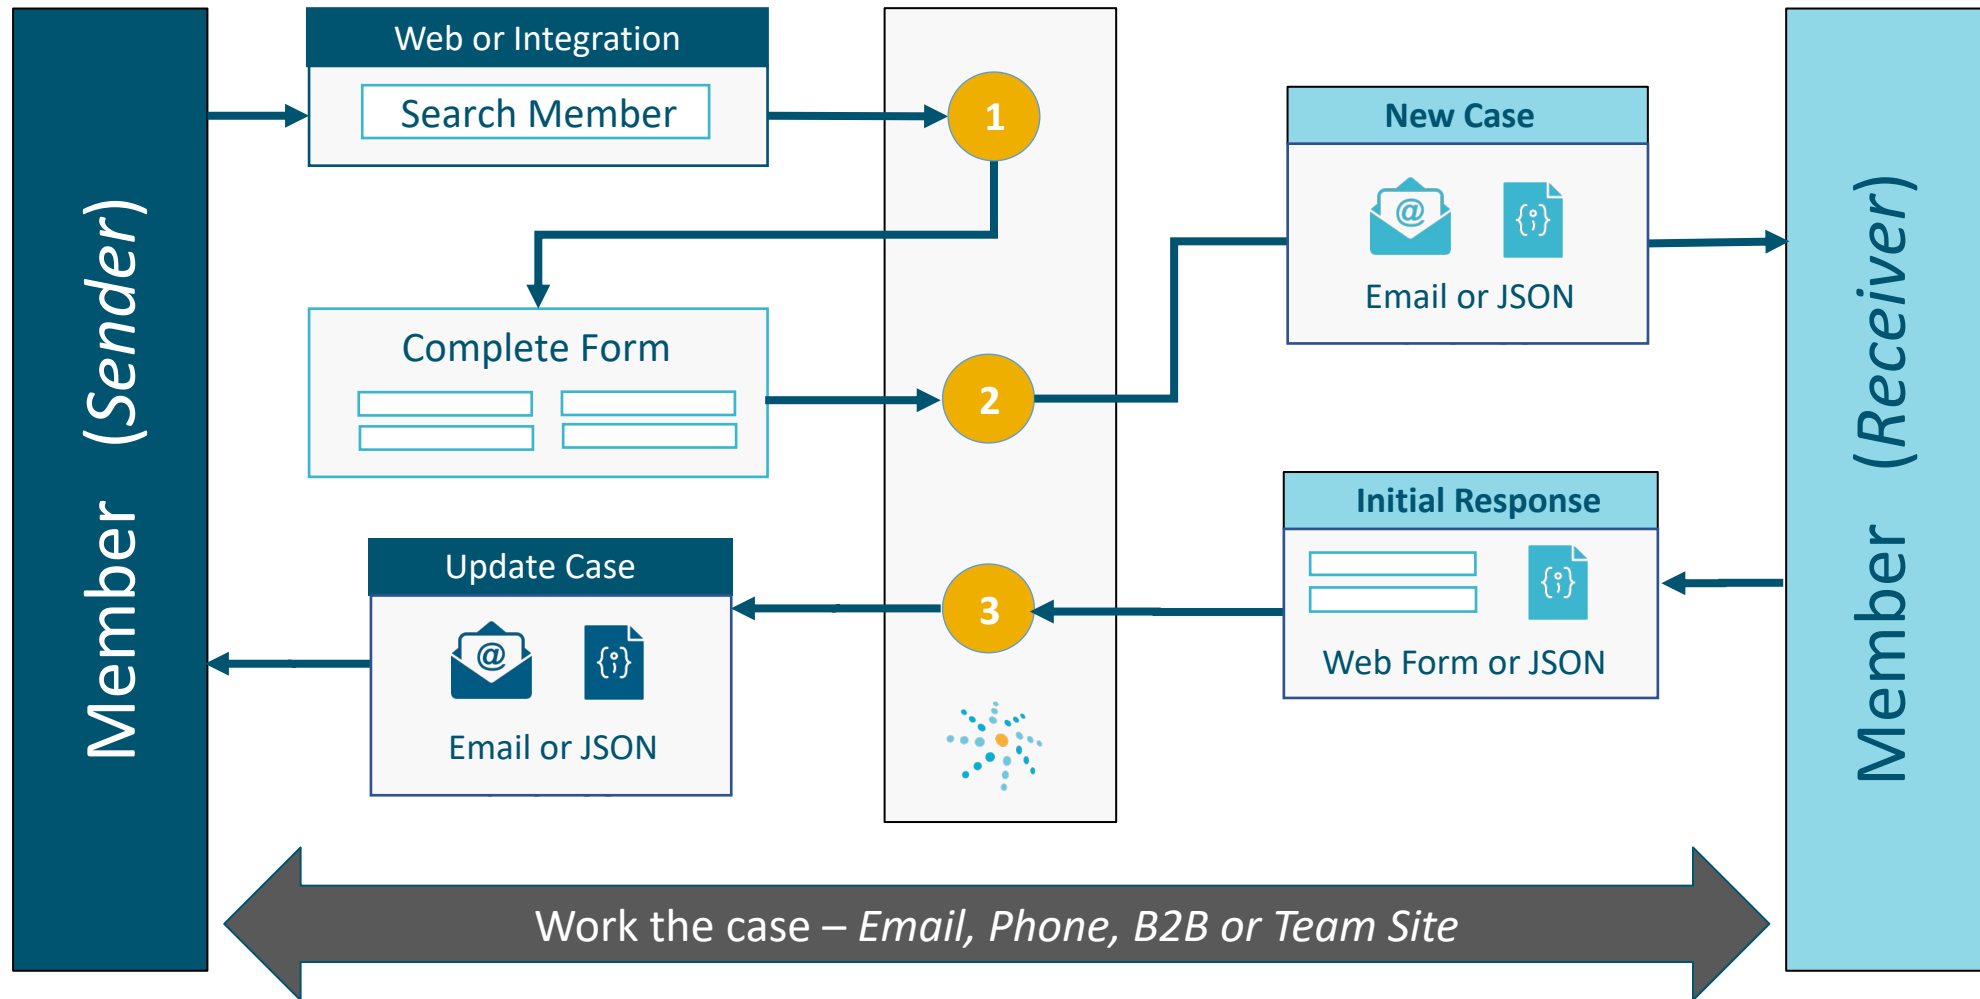 Member (Sender)
Web or Integration
Search Member
1
Complete Form
2
Update Case
@
{;}
Email or JSON
3
New Case
@
{;}
Email or JSON
Initial Response
{;}
Web Form or JSON
Member (Receiver)
Work the case – Email, Phone, B2B or Team Site